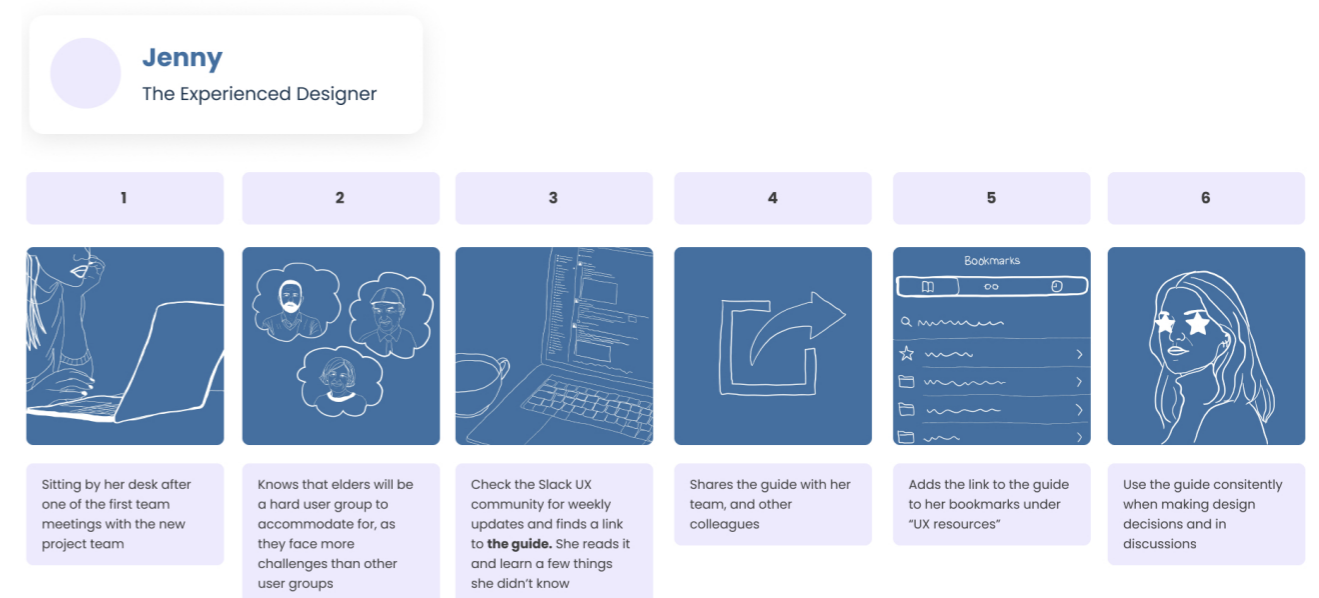 Jenny
The Experienced Designer
1
2
3
4
5
6
Bookmarks
Sitting by her desk after
one of the first team
meetings with the new
project team
Knows that elders will be
a hard user group to
accommodate for, as
they face more
challenges than other
user groups
Check the Slack UX
community for weekly
updates and finds a link
to the guide. She reads it
and learn a few things
she didn't know
Shares the guide with her
team, and other
colleagues
Adds the link to the guide
to her bookmarks under
"UX resources"
Use the guide consitently
when making design
decisions and in
discussions